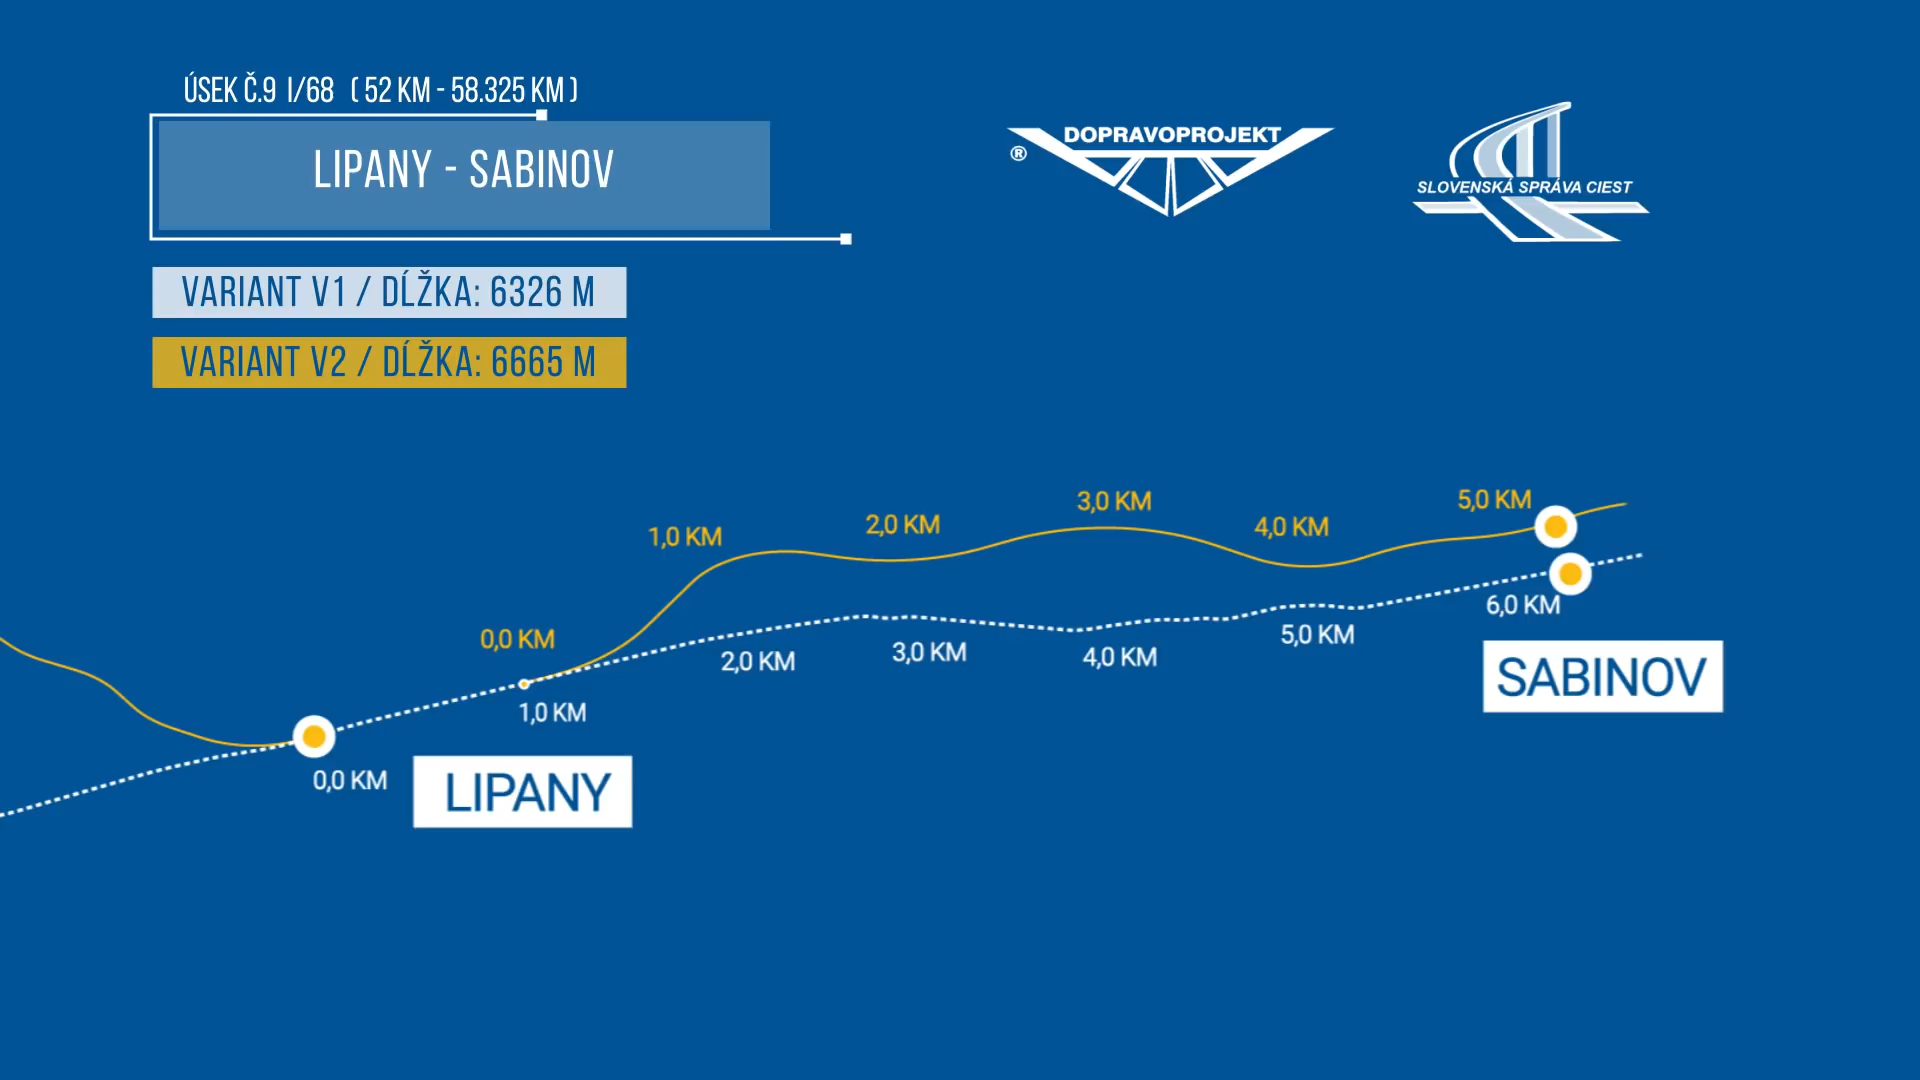 ÚSEK Č.9 I/68 ( 52 KM - 58.325 KM )
LIPANY - SABINOV
DOPRAVOPROJEKT
®
SLOVENSKÁ SPRÁVA CIEST
VARIANT V1 / DĹŽKA: 6326 M
VARIANT V2 / DĹŽKA: 6665 M
0,0 KM
1,0 KM
2,0 KM
3,0 KM
4,0 KM
5,0 KM
0,0 KM
1,0 KM
2,0 KM
3,0 KM
4,0 KM
5,0 KM
6,0 KM
LIPANY
SABINOV